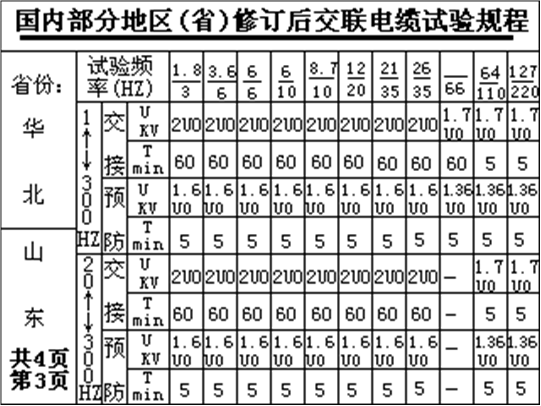 国内部分地区(省)修订后交联电缆试验规程
省份: 试验频率(HZ) 1.8/3 3.6/6 6/6 6/10 8.7/10 12/20 21/35 26/35 —/66 64/110 127/220
华北 1↔300HZ 交接 U KV 2U0 2U0 2U0 2U0 2U0 2U0 2U0 2U0 1.7U0 1.7U0 1.7U0
T min 60 60 60 60 60 60 60 60 60 5 5
预防 U KV 1.6U0 1.6U0 1.6U0 1.6U0 1.6U0 1.6U0 1.6U0 1.6U0 1.36U0 1.36U0 1.36U0
T min 5 5 5 5 5 5 5 5 5 5 5
山东 20↔300HZ 交接 U KV 2U0 2U0 2U0 2U0 2U0 2U0 2U0 2U0 — 1.7U0 1.7U0
T min 60 60 60 60 60 60 60 60 — 5 5
预防 U KV 1.6U0 1.6U0 1.6U0 1.6U0 1.6U0 1.6U0 1.6U0 1.6U0 — 1.36U0 1.36U0
T min 5 5 5 5 5 5 5 5 — 5 5
共4页
第3页